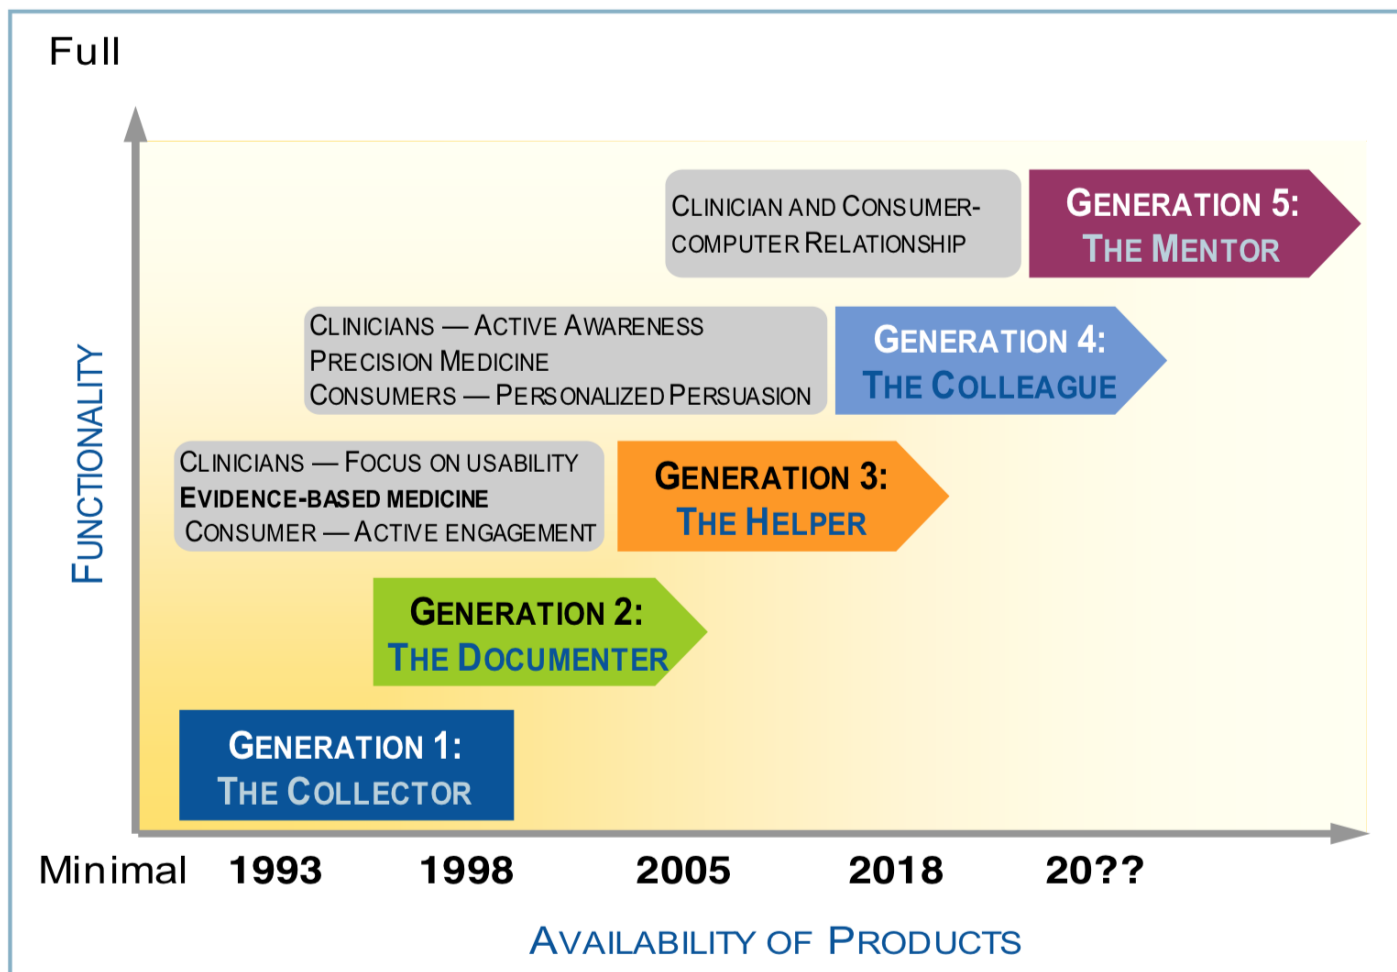 Full
CLINICIAN AND CONSUMER-
COMPUTER RELATIONSHIP
GENERATION 5:
THE MENTOR
CLINICIANS — ACTIVE AWARENESS
PRECISION MEDICINE
CONSUMERS — PERSONALIZED PERSUASION
GENERATION 4:
THE COLLEAGUE
FUNCTIONALITY
CLINICIANS — FOCUS ON USABILITY
EVIDENCE-BASED MEDICINE
CONSUMER — ACTIVE ENGAGEMENT
GENERATION 3:
THE HELPER
GENERATION 2:
THE DOCUMENTER
GENERATION 1:
THE COLLECTOR
Minimal 1993 1998 2005 2018 20??
AVAILABILITY OF PRODUCTS